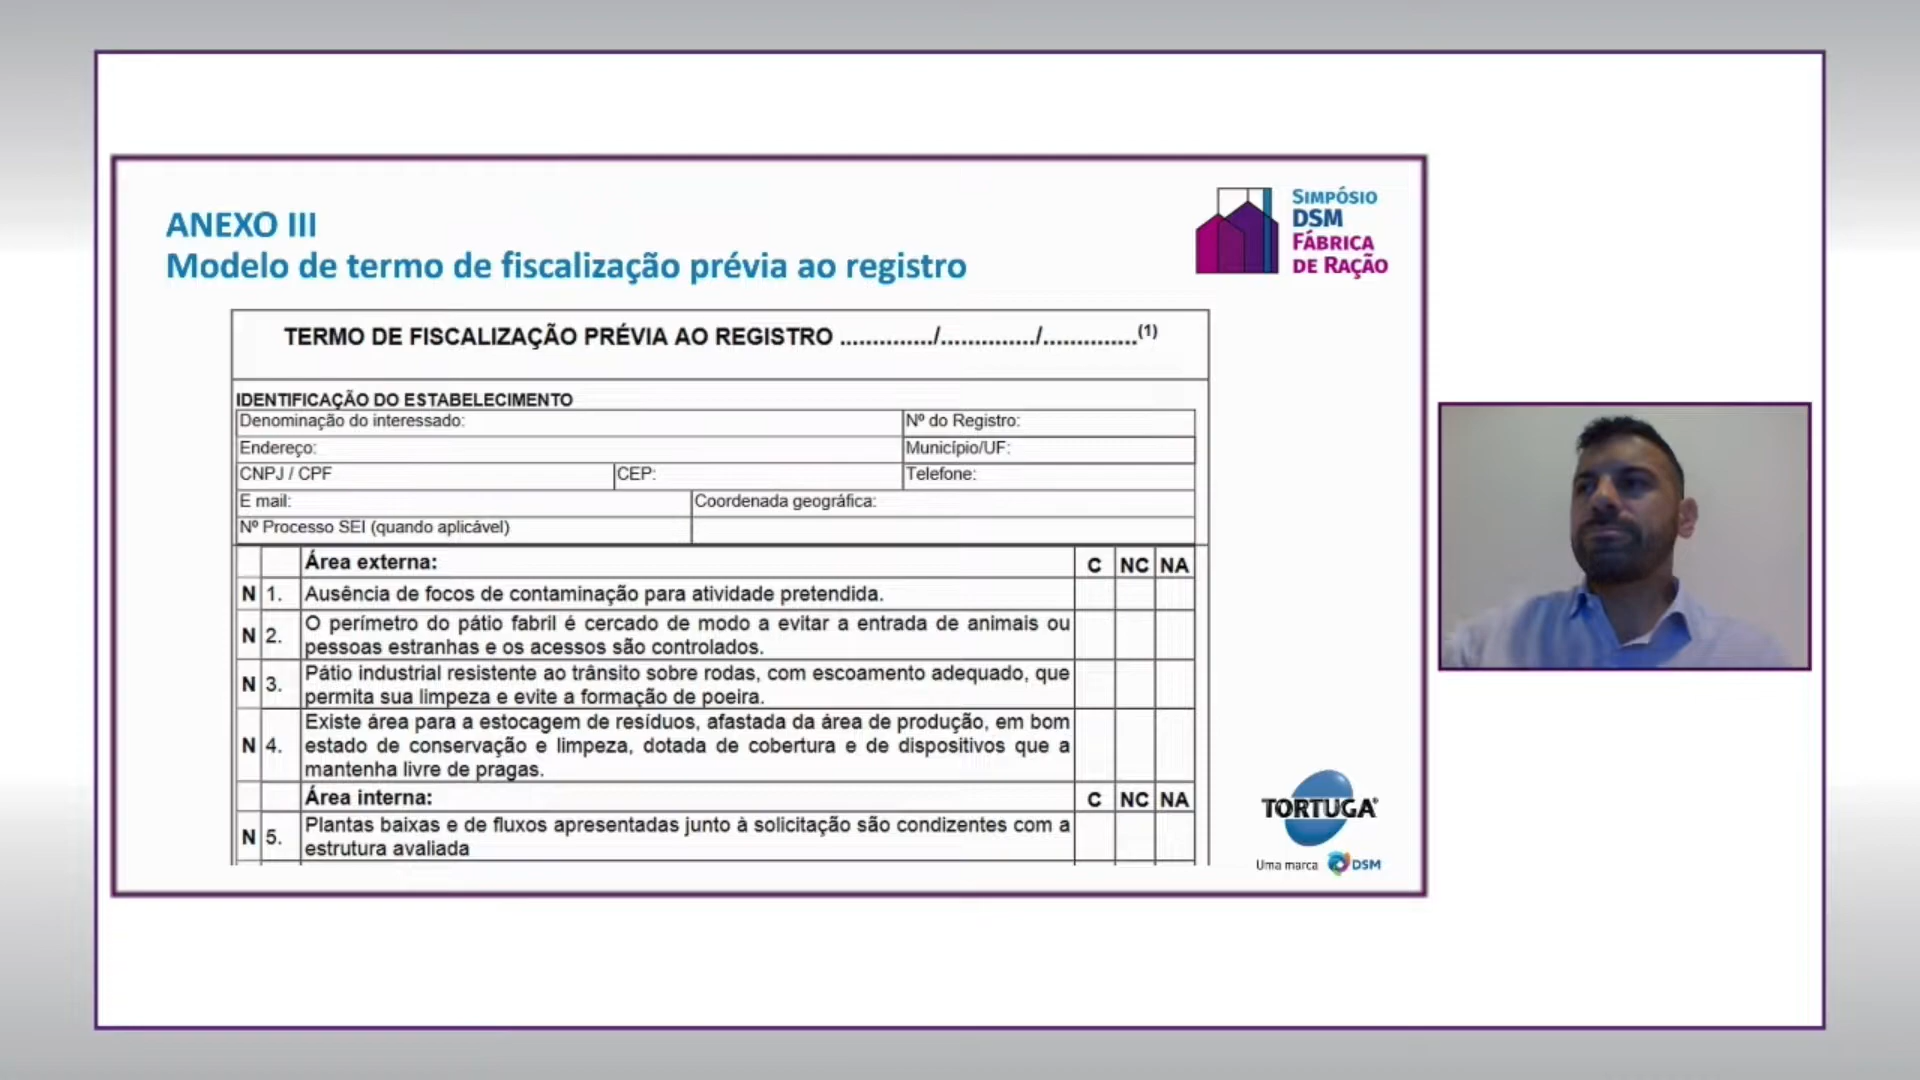 ANEXO III
Modelo de termo de fiscalização prévia ao registro
SIMPÓSIO
DSM
FÁBRICA
DE RAÇÃO
TERMO DE FISCALIZAÇÃO PRÉVIA AO REGISTRO ............../............../..............(1)
IDENTIFICAÇÃO DO ESTABELECIMENTO
Denominação do interessado: Nº do Registro:
Endereço: Município/UF:
CNPJ / CPF CEP: Telefone:
E mail: Coordenada geográfica:
Nº Processo SEI (quando aplicável)
Área externa: C NC NA
N 1. Ausência de focos de contaminação para atividade pretendida.
N 2. O perímetro do pátio fabril é cercado de modo a evitar a entrada de animais ou
pessoas estranhas e os acessos são controlados.
N 3. Pátio industrial resistente ao trânsito sobre rodas, com escoamento adequado, que
permita sua limpeza e evite a formação de poeira.
N 4. Existe área para a estocagem de resíduos, afastada da área de produção, em bom
estado de conservação e limpeza, dotada de cobertura e de dispositivos que a
mantenha livre de pragas.
Área interna: C NC NA
N 5. Plantas baixas e de fluxos apresentadas junto à solicitação são condizentes com a
estrutura avaliada
TORTUGA®
Uma marca DSM